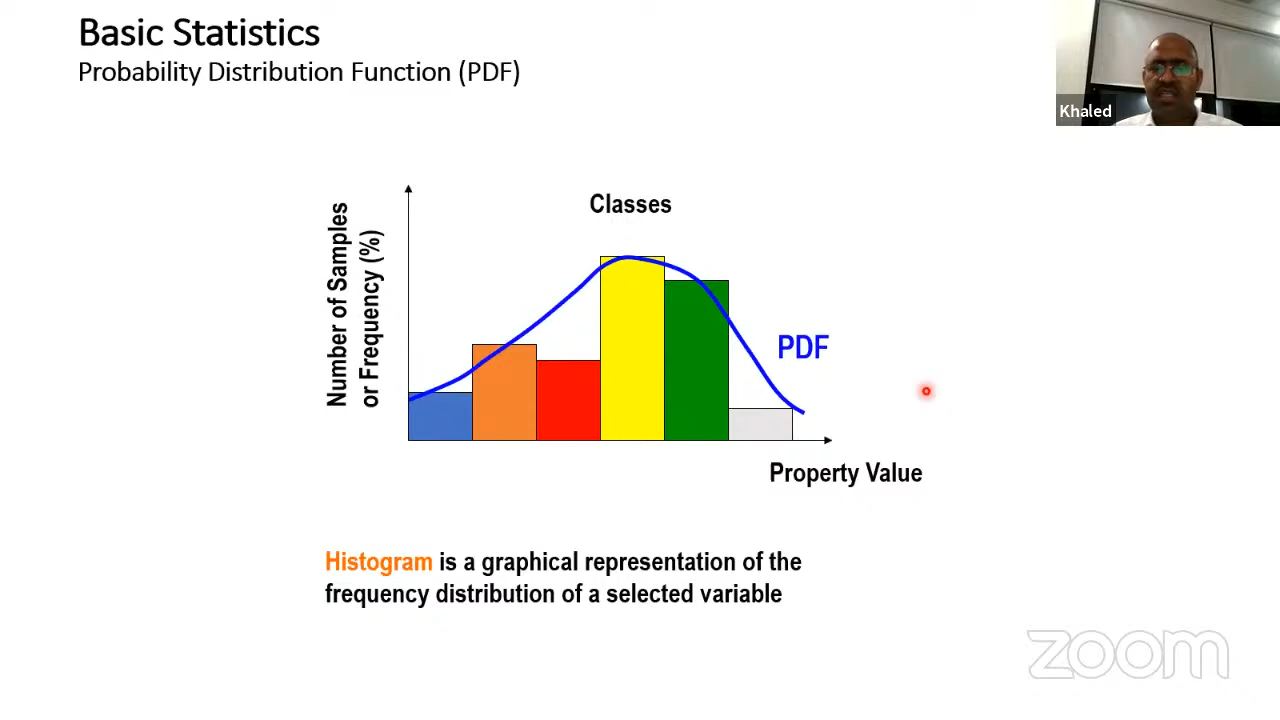 Basic Statistics
Probability Distribution Function (PDF)
Khaled
Classes
Number of Samples
or Frequency (%)
PDF
Property Value
Histogram is a graphical representation of the
frequency distribution of a selected variable
zoom